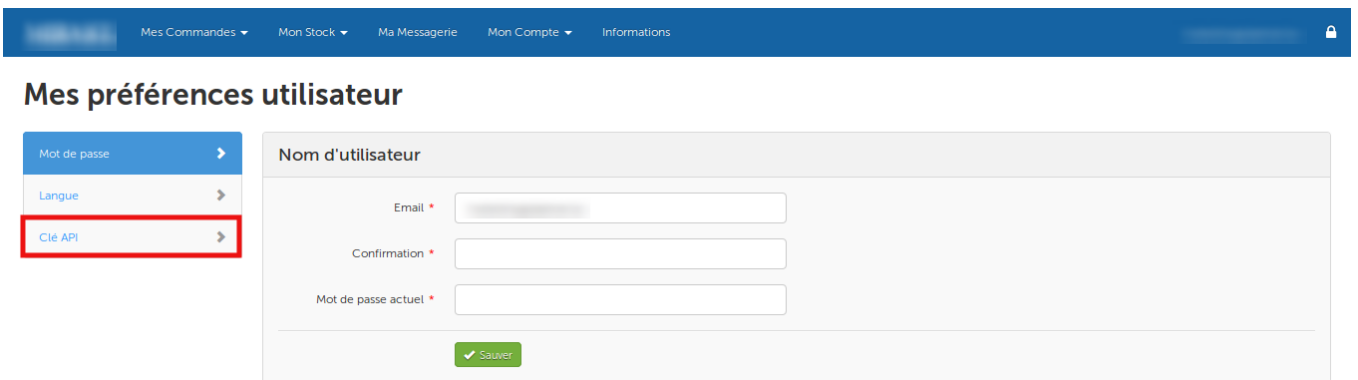 Mes Commandes Mon Stock Ma Messagerie Mon Compte Informations
Mes préférences utilisateur
Mot de passe
Langue
Clé API
Nom d'utilisateur
Email *
Confirmation *
Mot de passe actuel *
Sauver